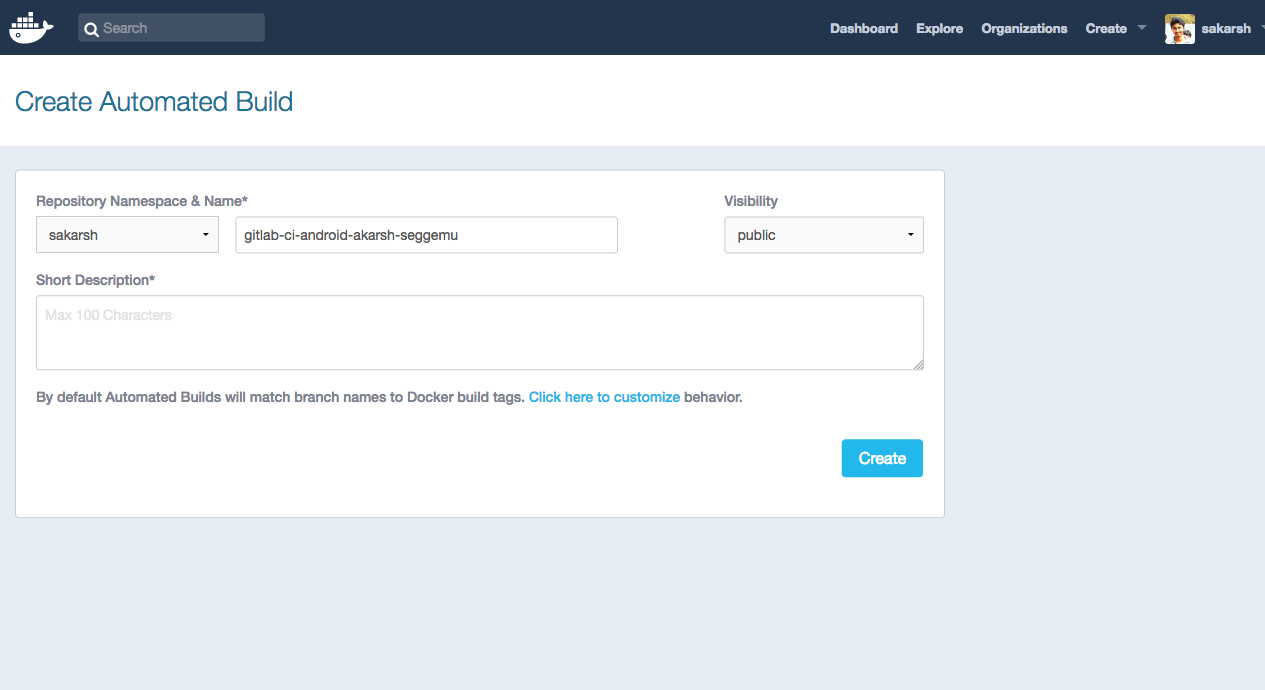 Search
Dashboard Explore Organizations Create sakarsh
Create Automated Build
Repository Namespace & Name* Visibility
sakarsh gitlab-ci-android-akarsh-seggemu public
Short Description*
Max 100 Characters
By default Automated Builds will match branch names to Docker build tags. Click here to customize behavior.
Create